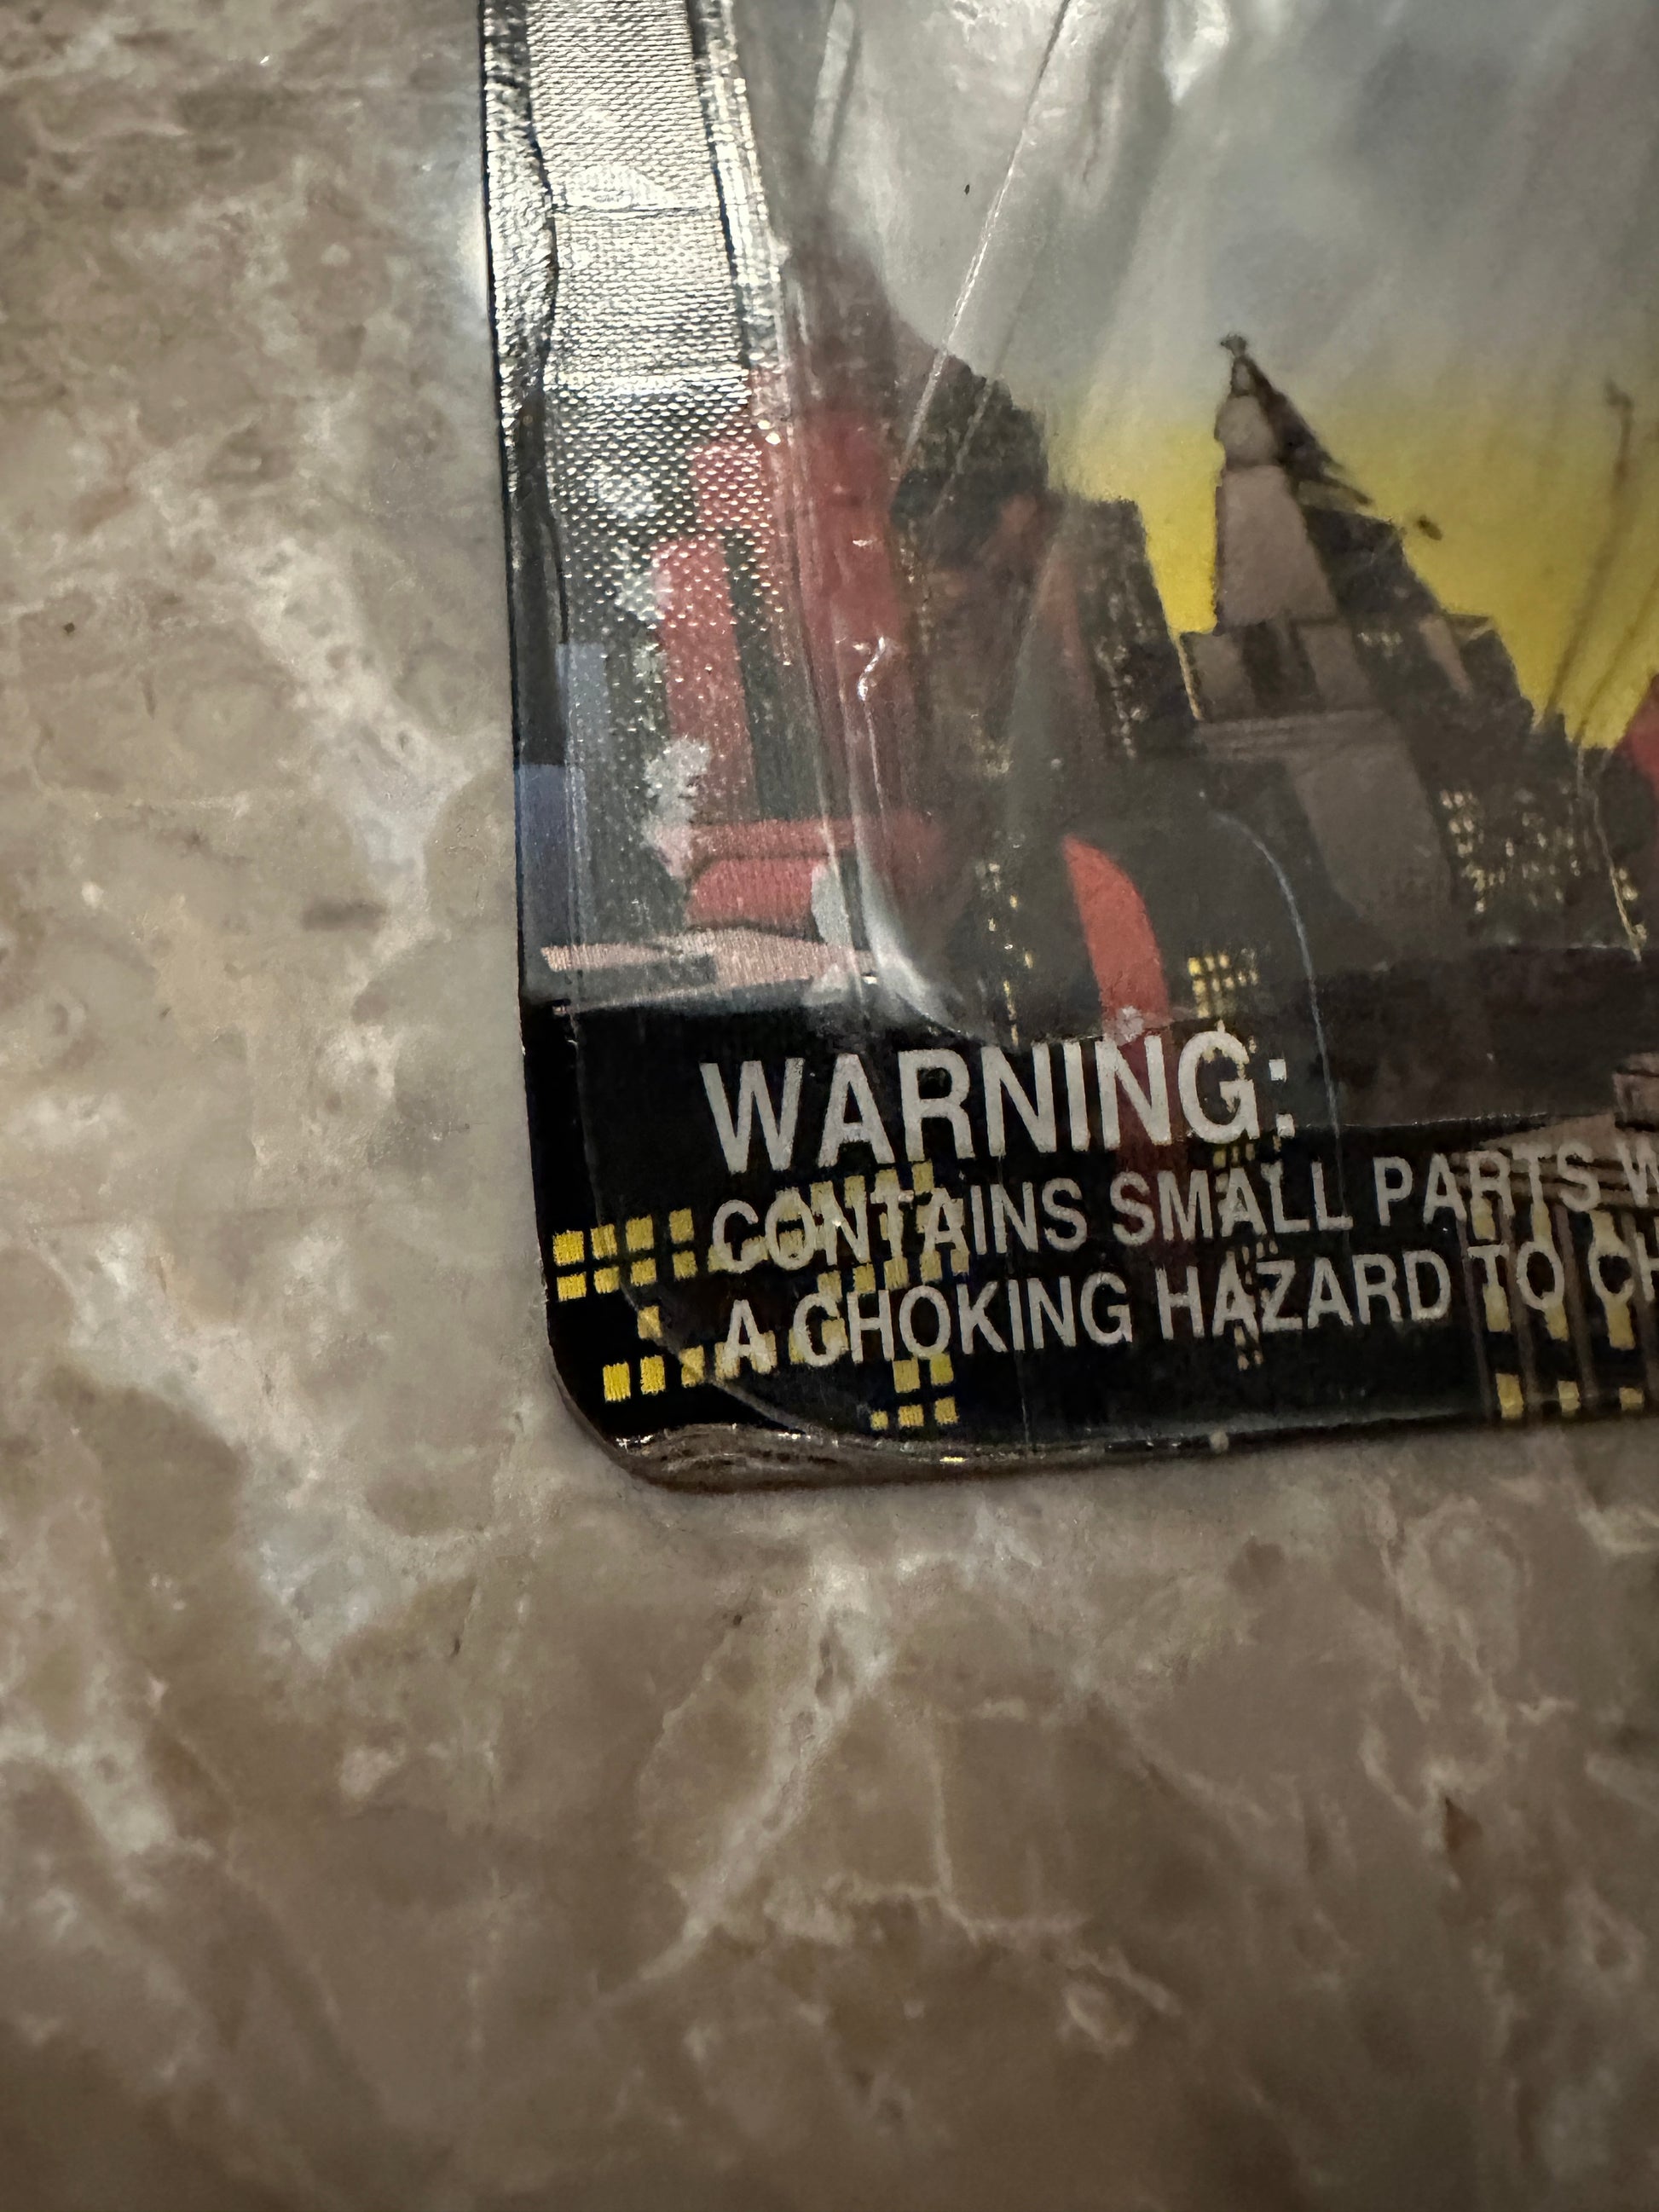 WARNING:
CONTAINS SMALL PARTS
A CHOKING HAZARD TO